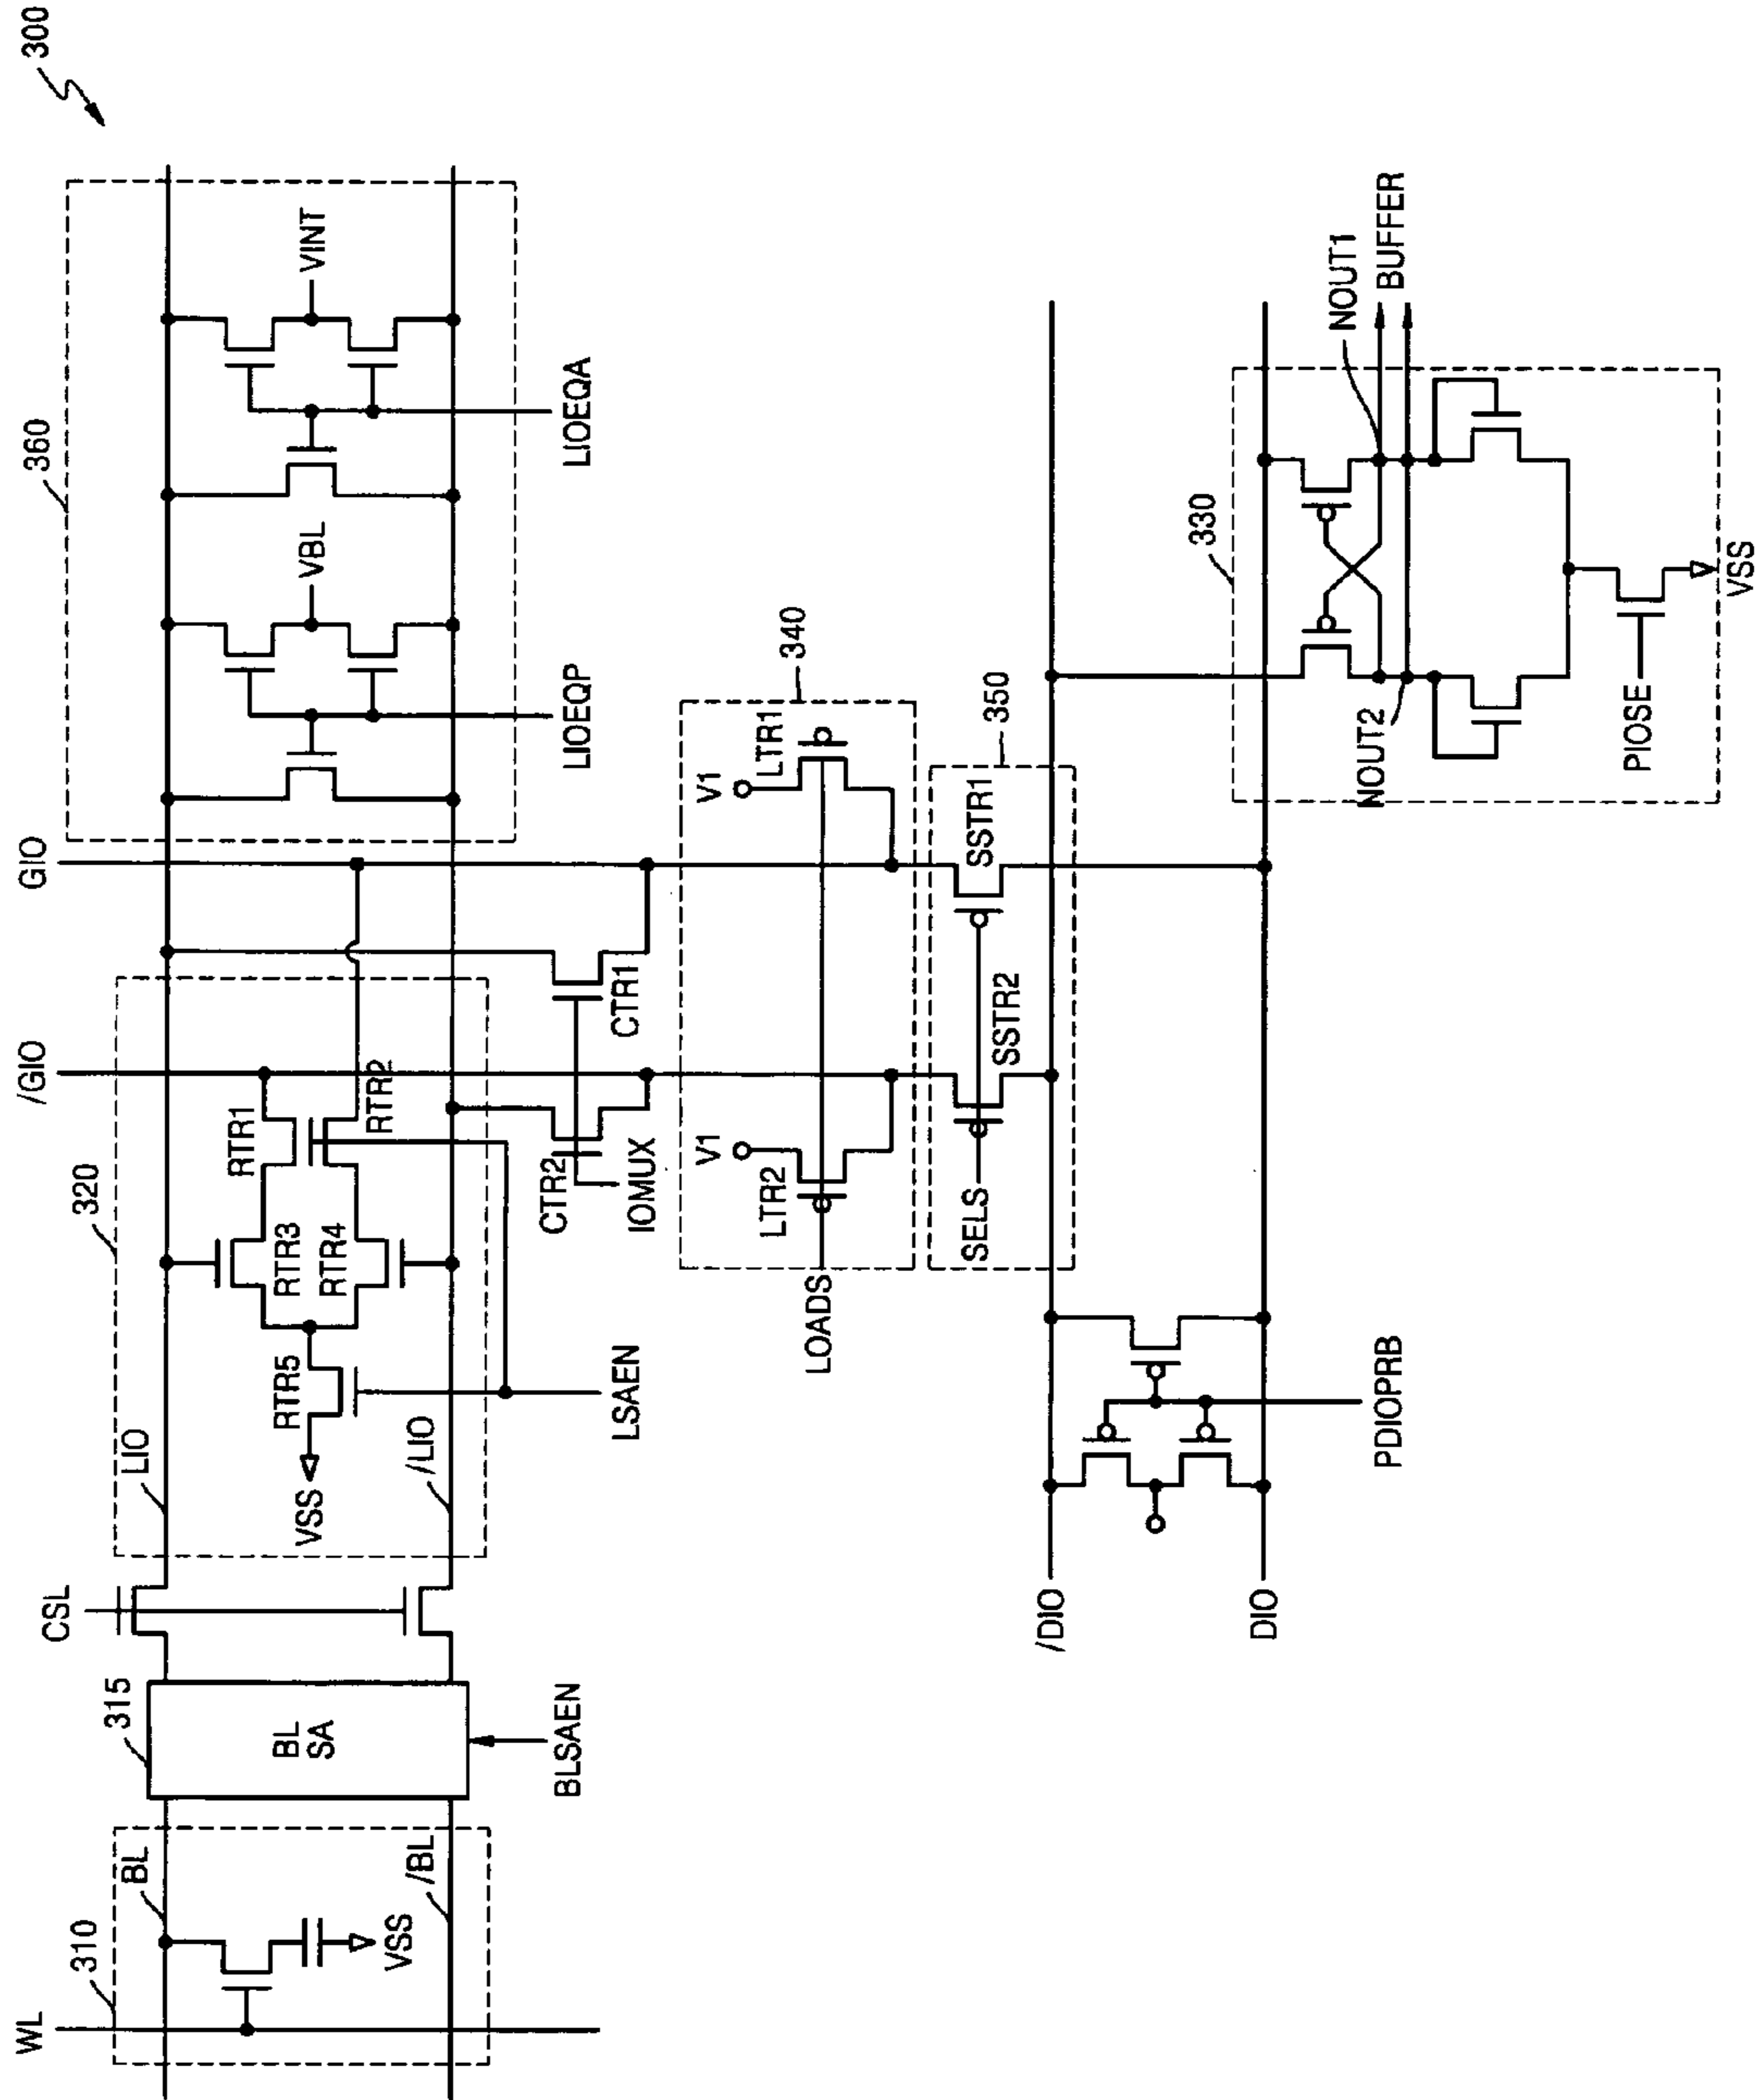 300
WL
310
BL
/BL
VSS
315
BL
SA
BLSAEN
CSL
320
LIO
/LIO
VSS
RTR5
RTR3
RTR4
RTR1
RTR2
LSAEN
/GIO
GIO
360
VBL
VINT
LIOEQP
LIOEQA
CTR2
CTR1
IOMUX
340
V1
V1
LTR2
LTR1
LOADS
350
SELS
SSTR2
SSTR1
/DIO
DIO
PDIOPRB
330
NOUT1
BUFFER
NOUT2
PIOSE
VSS